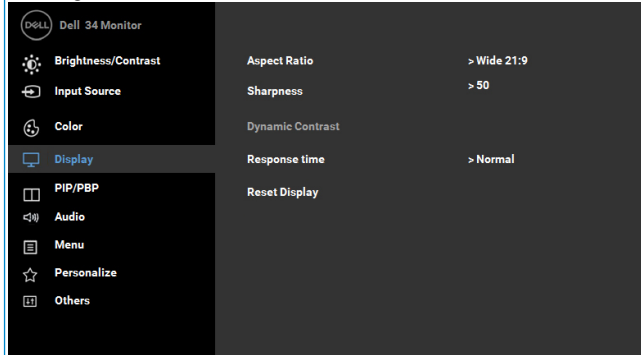 DELL Dell 34 Monitor
Brightness/Contrast Aspect Ratio > Wide 21:9
Input Source Sharpness > 50
Color Dynamic Contrast
Display Response time > Normal
PIP/PBP Reset Display
Audio
Menu
Personalize
Others